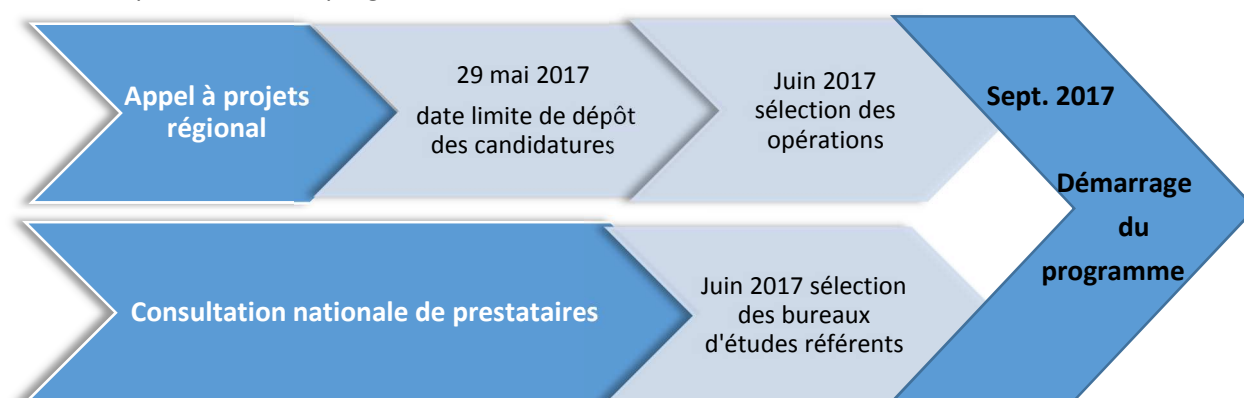 Appel à projets
régional
29 mai 2017
date limite de dépôt
des candidatures
Juin 2017
sélection des
opérations
Sept. 2017
Démarrage
du
programme
Consultation nationale de prestataires
Juin 2017 sélection
des bureaux
d'études référents